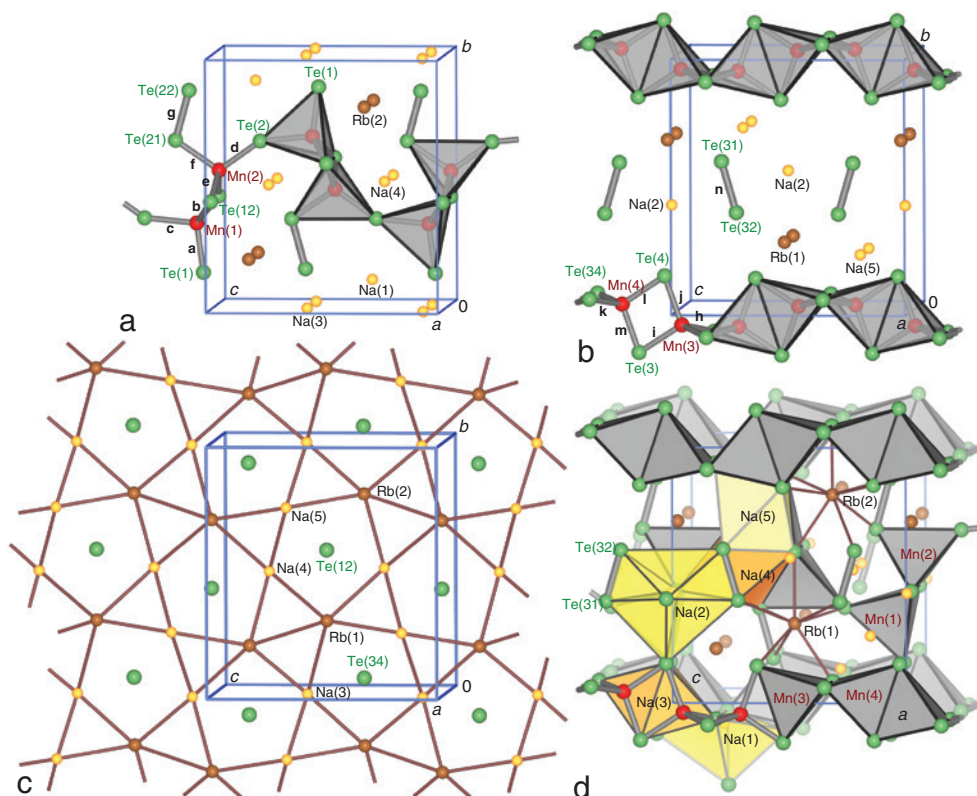 b
Te(22)
Te(1)
g
Rb(2)
Te(21)
Te(2)
d
f
e
Mn(2)
Na(4)
b
Te(12)
c
Mn(1)
a
Te(1)
Na(1)
c
0
Na(3)
a
a
b
Te(31)
n
Na(2)
Na(2)
Te(32)
Rb(1)
Te(34)
Te(4)
Na(5)
Mn(4)
l
j
c
0
k
h
a
m
i
Mn(3)
Te(3)
b
b
Rb(2)
Na(5)
Na(4)
Te(12)
Rb(1)
Te(34)
c
0
Na(3)
a
c
Rb(2)
Na(5)
Te(32)
Mn(2)
Na(4)
Te(31)
Na(2)
Mn(1)
Rb(1)
c
Na(3)
Mn(3)
Mn(4)
a
Na(1)
d